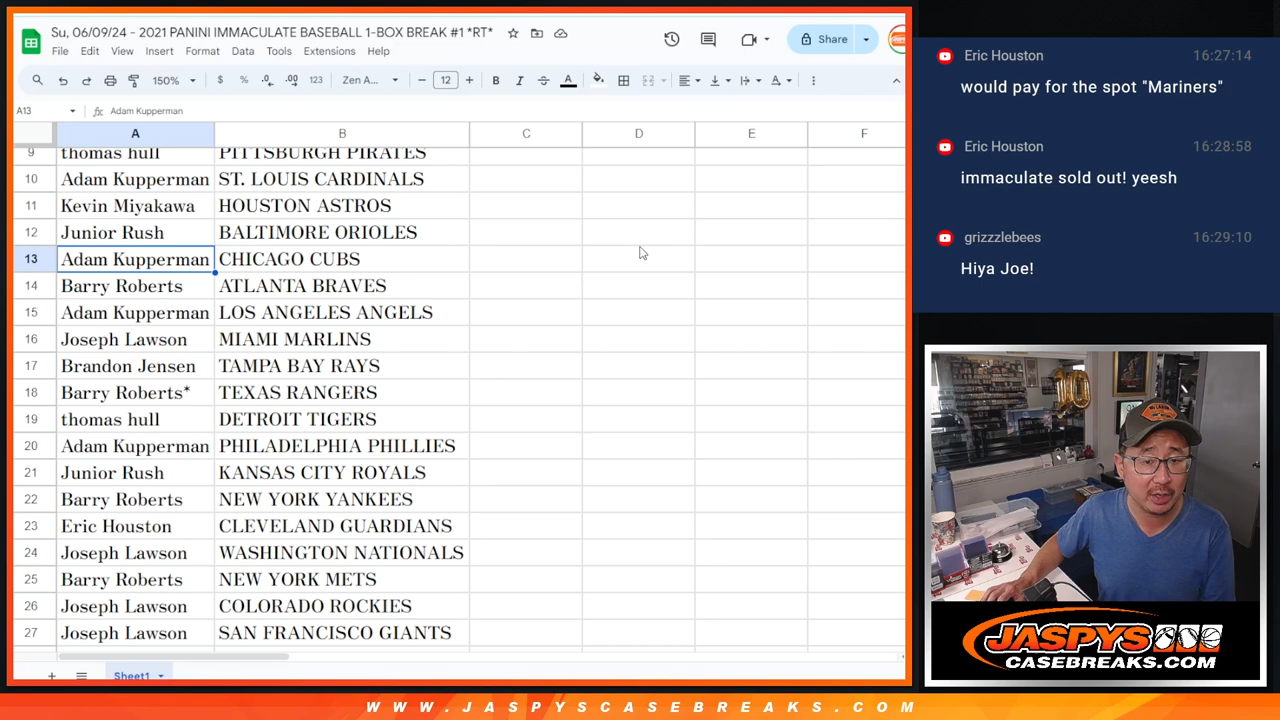 Su, 06/09/24 - 2021 PANINI IMMACULATE BASEBALL 1-BOX BREAK #1 *RT*
File Edit View Insert Format Data Tools Extensions Help
Share
150% $ % .0 .00 123 Zen A... 12 B I A
A13 fx Adam Kupperman
A B C D E F
9 thomas hull PITTSBURGH PIRATES
10 Adam Kupperman ST. LOUIS CARDINALS
11 Kevin Miyakawa HOUSTON ASTROS
12 Junior Rush BALTIMORE ORIOLES
13 Adam Kupperman CHICAGO CUBS
14 Barry Roberts ATLANTA BRAVES
15 Adam Kupperman LOS ANGELES ANGELS
16 Joseph Lawson MIAMI MARLINS
17 Brandon Jensen TAMPA BAY RAYS
18 Barry Roberts* TEXAS RANGERS
19 thomas hull DETROIT TIGERS
20 Adam Kupperman PHILADELPHIA PHILLIES
21 Junior Rush KANSAS CITY ROYALS
22 Barry Roberts NEW YORK YANKEES
23 Eric Houston CLEVELAND GUARDIANS
24 Joseph Lawson WASHINGTON NATIONALS
25 Barry Roberts NEW YORK METS
26 Joseph Lawson COLORADO ROCKIES
27 Joseph Lawson SAN FRANCISCO GIANTS
Sheet1
Eric Houston 16:27:14
would pay for the spot "Mariners"
Eric Houston 16:28:58
immaculate sold out! yeesh
grizzzlebees 16:29:10
Hiya Joe!
10
JASPYS
CASEBREAKS.COM
WWW.JASPYSCASEBREAKS.COM